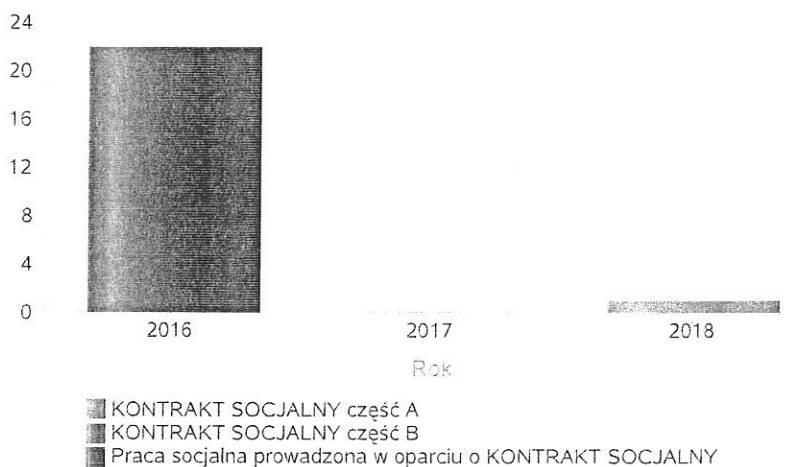 24
20
16
12
8
4
0
2016 2017 2018
Rok
KONTRAKT SOCJALNY część A
KONTRAKT SOCJALNY część B
Praca socjalna prowadzona w oparciu o KONTRAKT SOCJALNY